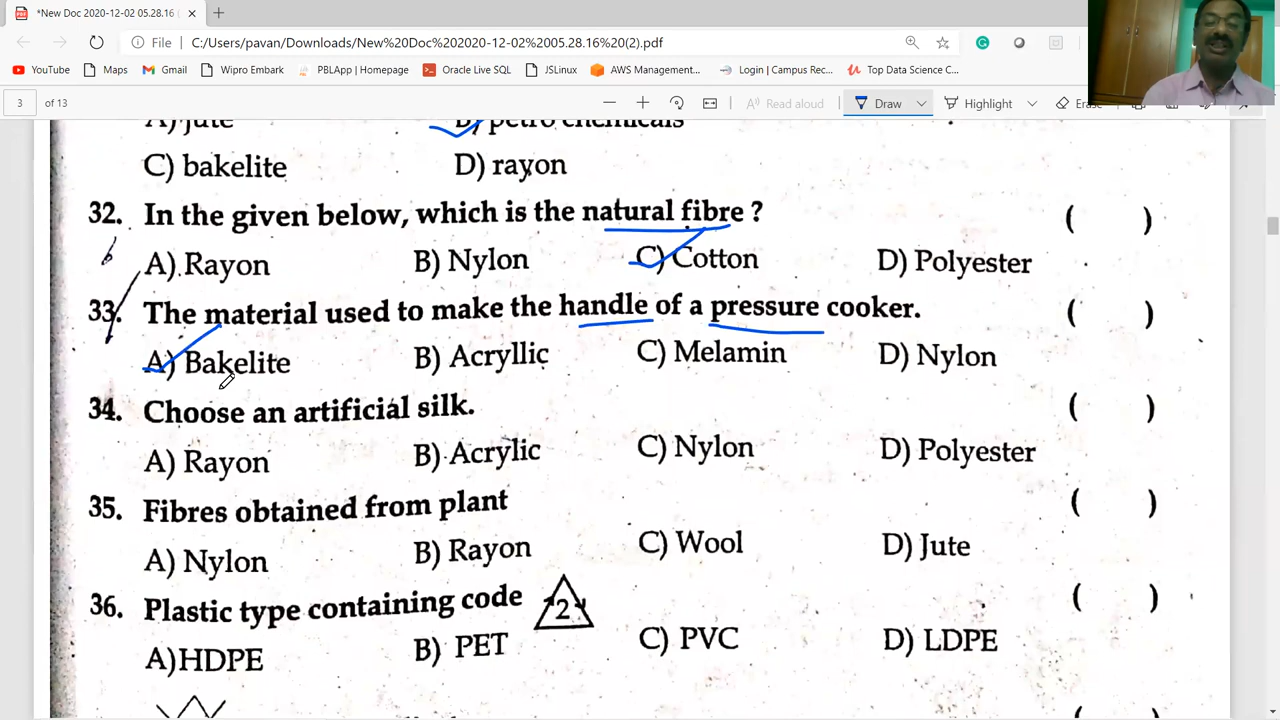 *New Doc 2020-12-02 05.28.16 (
File C:/Users/pavan/Downloads/New%20Doc%202020-12-02%2005.28.16%20(2).pdf
YouTube Maps Gmail Wipro Embark PBLApp | Homepage Oracle Live SQL JSLinux AWS Management... Login | Campus Rec... Top Data Science C...
3 of 13 Read aloud Draw Highlight Erase
A) jute B) petro chemicals
C) bakelite D) rayon
32. In the given below, which is the natural fibre ? ( )
A) Rayon B) Nylon C) Cotton D) Polyester
33. The material used to make the handle of a pressure cooker. ( )
A) Bakelite B) Acryllic C) Melamin D) Nylon
34. Choose an artificial silk. ( )
A) Rayon B) Acrylic C) Nylon D) Polyester
35. Fibres obtained from plant ( )
A) Nylon B) Rayon C) Wool D) Jute
36. Plastic type containing code 2 ( )
A)HDPE B) PET C) PVC D) LDPE